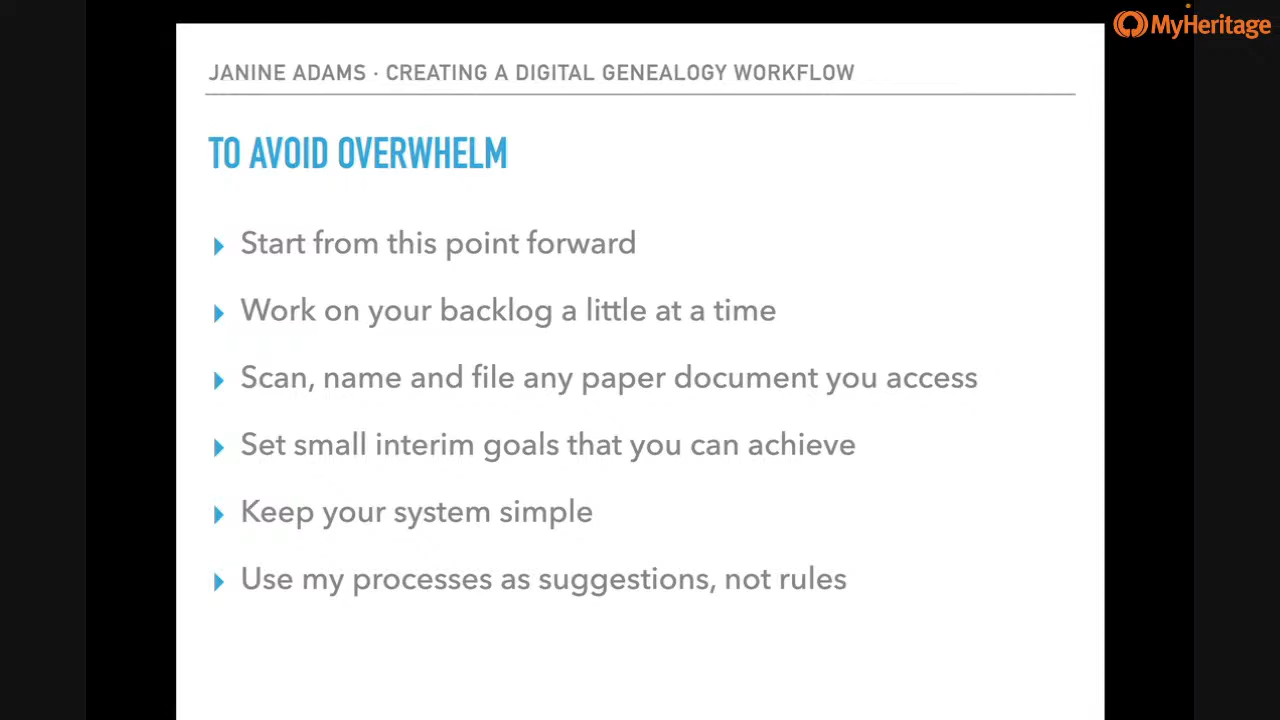 MyHeritage
JANINE ADAMS · CREATING A DIGITAL GENEALOGY WORKFLOW
TO AVOID OVERWHELM
Start from this point forward
Work on your backlog a little at a time
Scan, name and file any paper document you access
Set small interim goals that you can achieve
Keep your system simple
Use my processes as suggestions, not rules